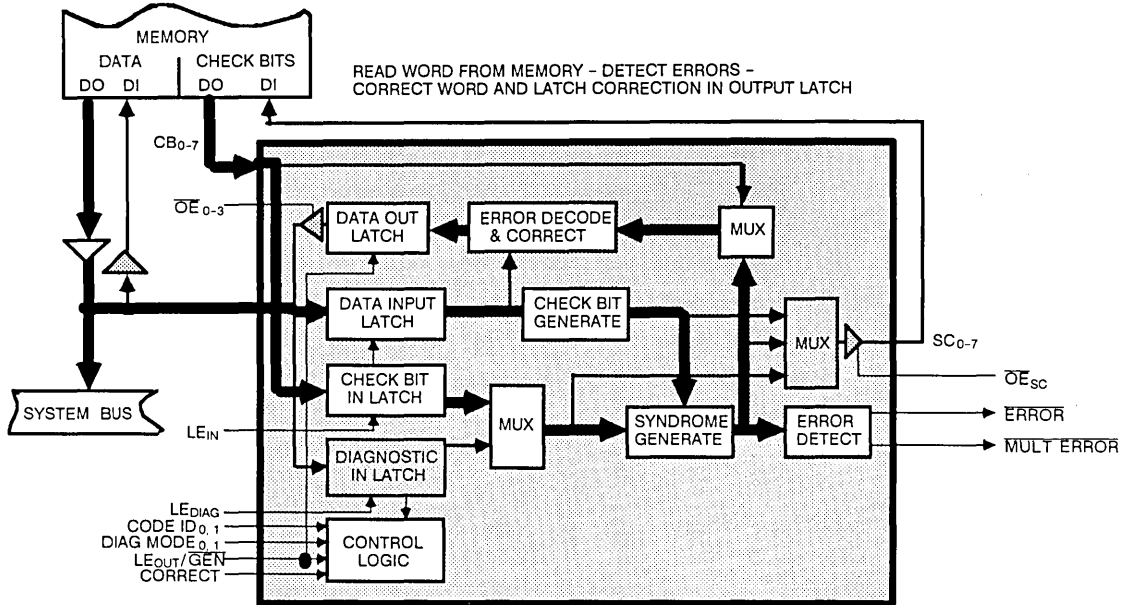 MEMORY
DATA
CHECK BITS
DO
DI
DO
DI
READ WORD FROM MEMORY – DETECT ERRORS –
CORRECT WORD AND LATCH CORRECTION IN OUTPUT LATCH
CB0-7
OE0-3
DATA OUT
LATCH
ERROR DECODE
& CORRECT
MUX
DATA INPUT
LATCH
CHECK BIT
GENERATE
MUX
SC0-7
CHECK BIT
IN LATCH
MUX
OESC
SYSTEM BUS
SYNDROME
GENERATE
ERROR
DETECT
ERROR
LEIN
MULT ERROR
DIAGNOSTIC
IN LATCH
LEDIAG
CODE ID0, 1
DIAG MODE0, 1
LEOUT/GEN
CORRECT
CONTROL
LOGIC